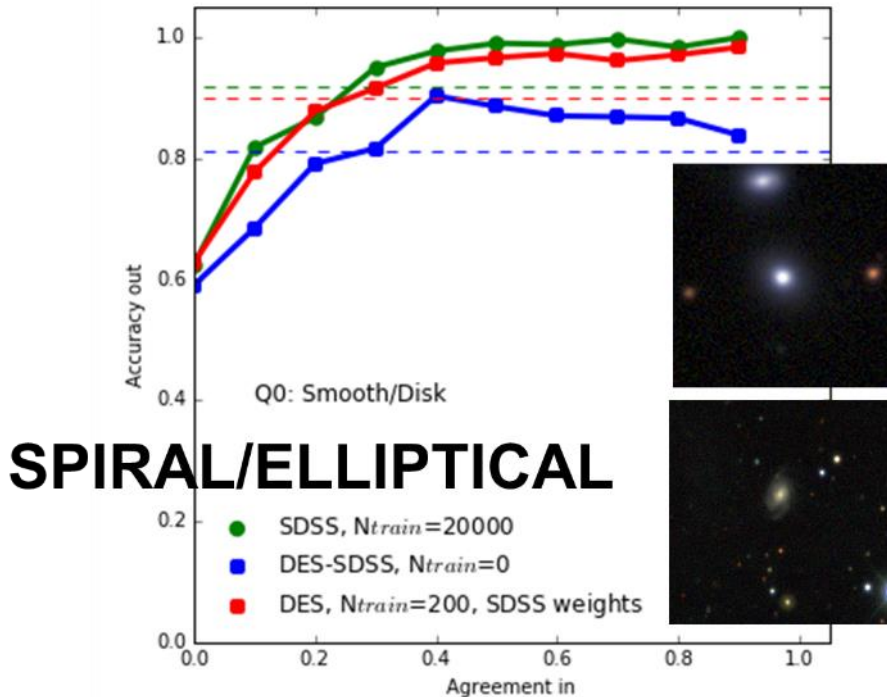 1.0
0.8
0.6
0.4
0.2
0.0
Accuracy out
Q0: Smooth/Disk
SPIRAL/ELLIPTICAL
SDSS, Ntrain=20000
DES-SDSS, Ntrain=0
DES, Ntrain=200, SDSS weights
0.0 0.2 0.4 0.6 0.8 1.0
Agreement in